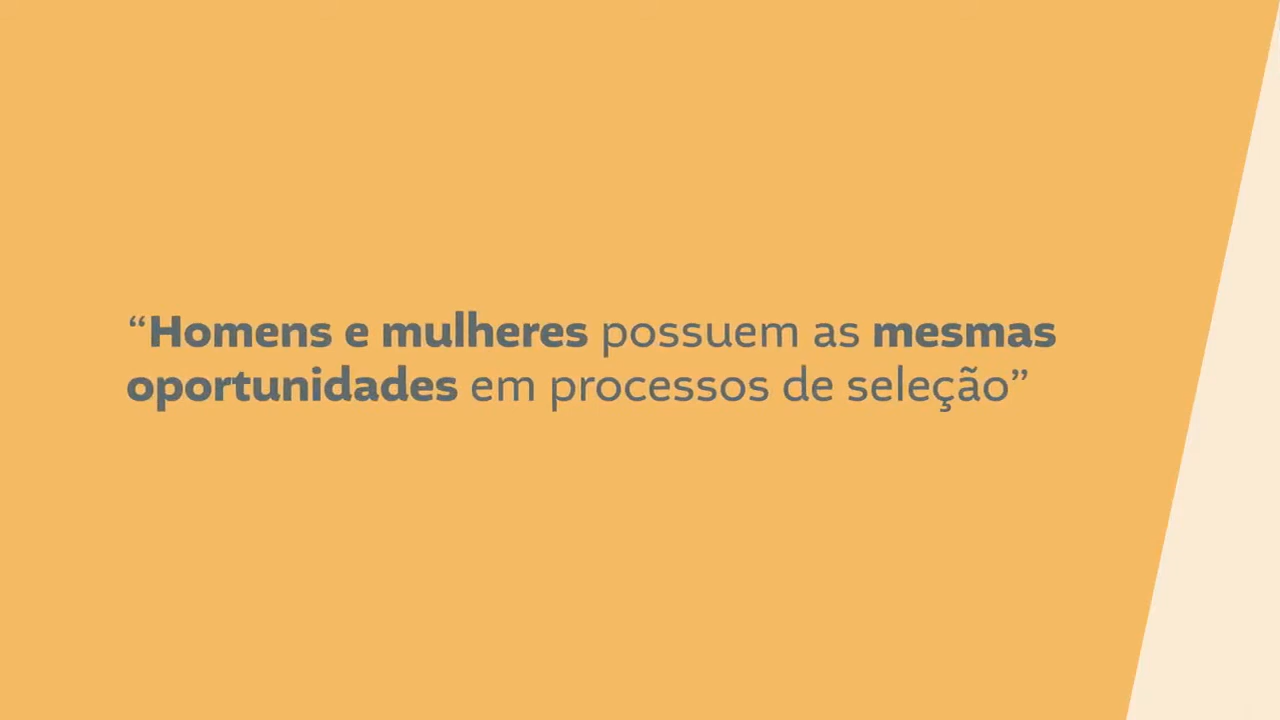 “Homens e mulheres possuem as mesmas
oportunidades em processos de seleção”